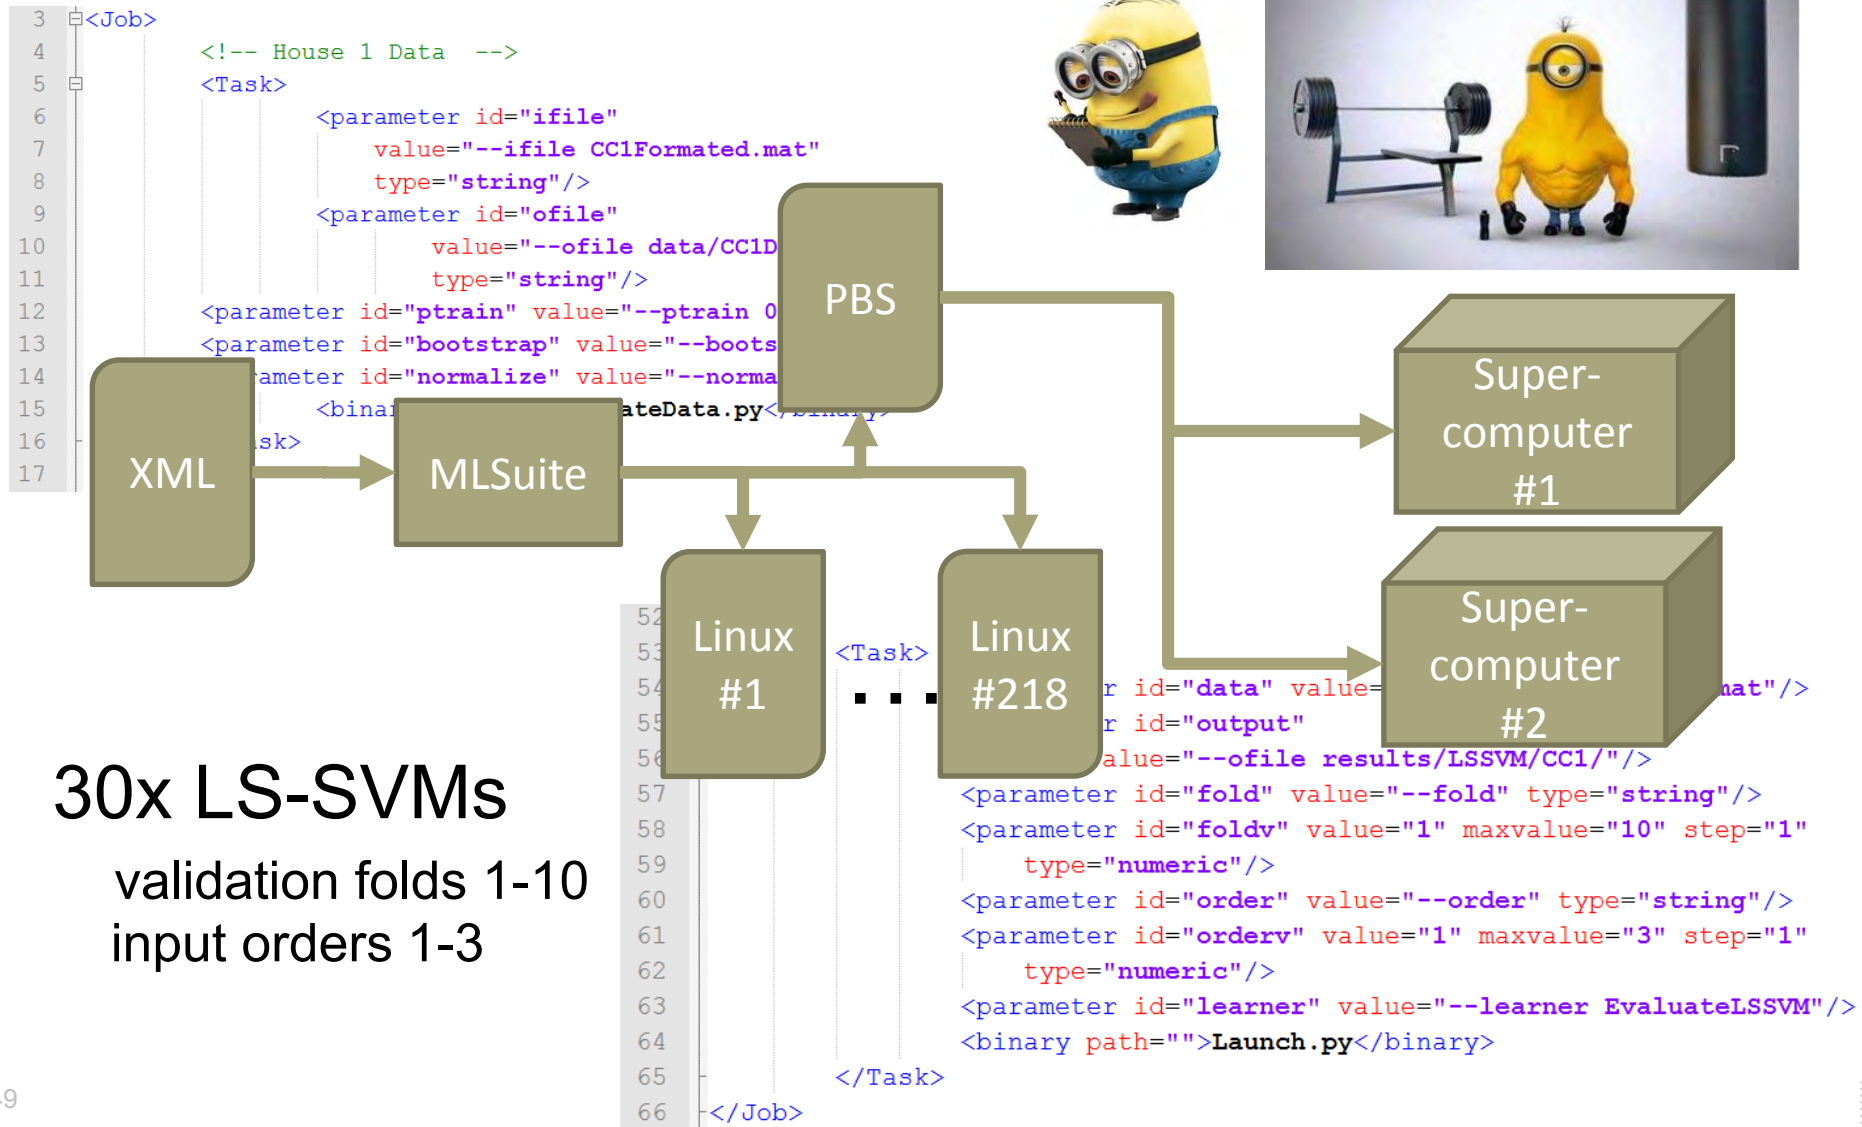 3 <Job>
4 <!-- House 1 Data -->
5 <Task>
6 <parameter id="ifile"
7 value="--ifile CC1Formated.mat"
8 type="string"/>
9 <parameter id="ofile"
10 value="--ofile data/CC1D
11 type="string"/>
12 <parameter id="ptrain" value="--ptrain 0
13 <parameter id="bootstrap" value="--boots
14 ameter id="normalize" value="--norma
15 <binar ateData.py</binary>
16 sk>
17
XML
MLSuite
PBS
Super-
computer
#1
Super-
computer
#2
Linux
#1
...
Linux
#218
30x LS-SVMs
validation folds 1-10
input orders 1-3
52
53 <Task>
54 r id="data" value= mat"/>
55 r id="output"
56 alue="--ofile results/LSSVM/CC1/"/>
57 <parameter id="fold" value="--fold" type="string"/>
58 <parameter id="foldv" value="1" maxvalue="10" step="1"
59 type="numeric"/>
60 <parameter id="order" value="--order" type="string"/>
61 <parameter id="orderv" value="1" maxvalue="3" step="1"
62 type="numeric"/>
63 <parameter id="learner" value="--learner EvaluateLSSVM"/>
64 <binary path="">Launch.py</binary>
65 </Task>
66 </Job>
-9